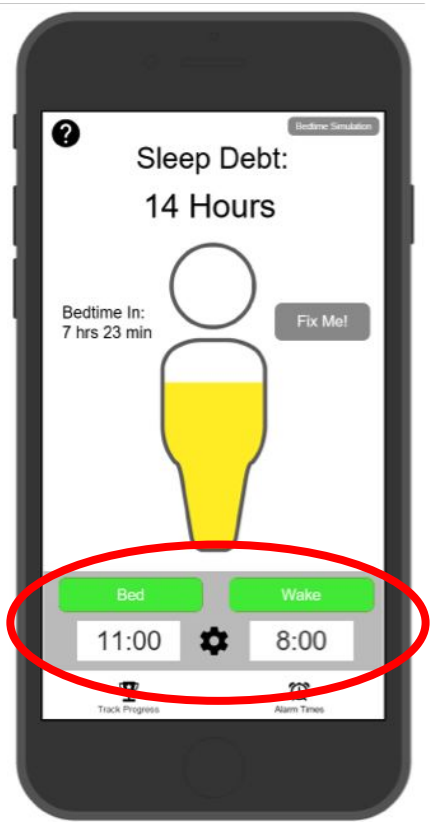 Bedtime Simulation
Sleep Debt:
14 Hours
Bedtime In:
7 hrs 23 min
Fix Me!
Bed
Wake
11:00
8:00
Track Progress
Alarm Times